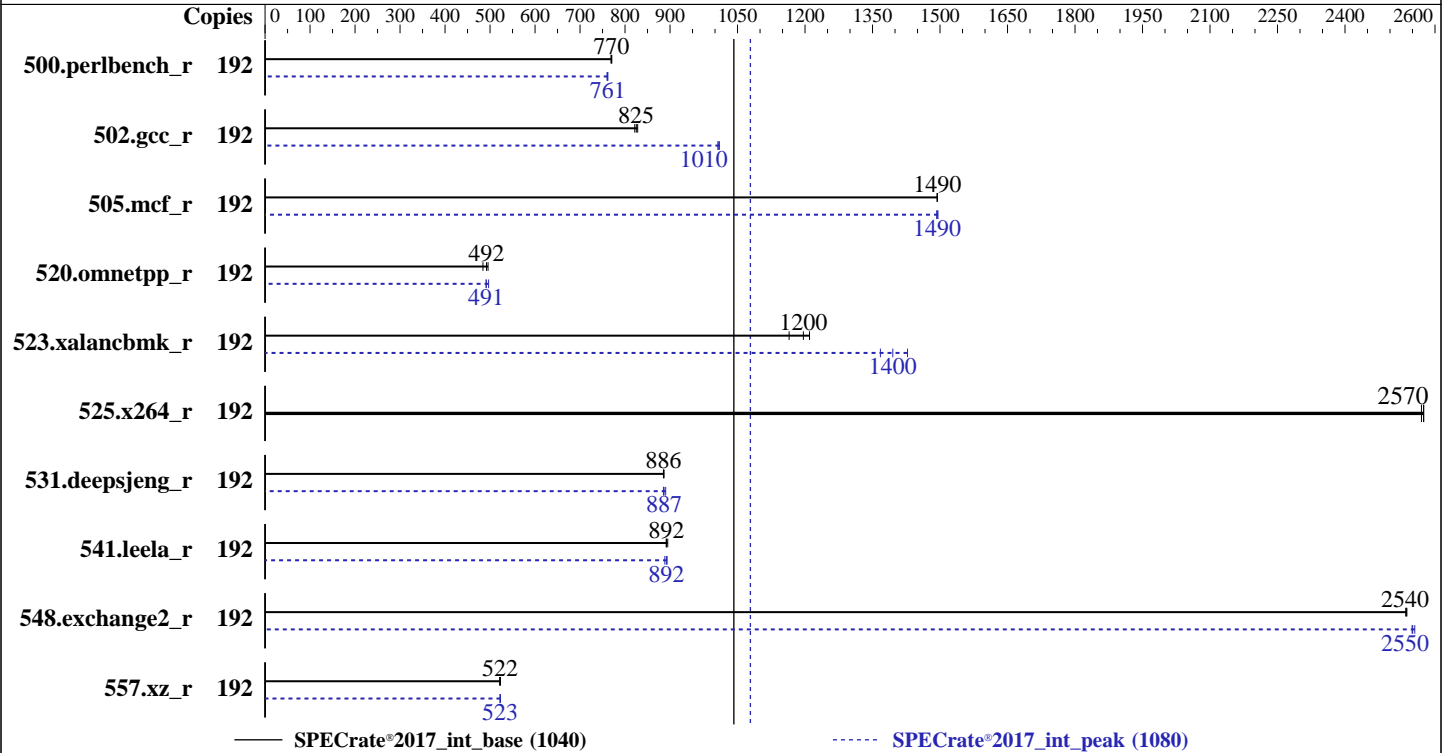 Copies 0 100 200 300 400 500 600 700 800 900 1050 1200 1350 1500 1650 1800 1950 2100 2250 2400 2600
500.perlbench_r 192 770
761
502.gcc_r 192 825
1010
505.mcf_r 192 1490
1490
520.omnetpp_r 192 492
491
523.xalancbmk_r 192 1200
1400
525.x264_r 192 2570
531.deepsjeng_r 192 886
887
541.leela_r 192 892
892
548.exchange2_r 192 2540
2550
557.xz_r 192 522
523
SPECrate®2017_int_base (1040) SPECrate®2017_int_peak (1080)